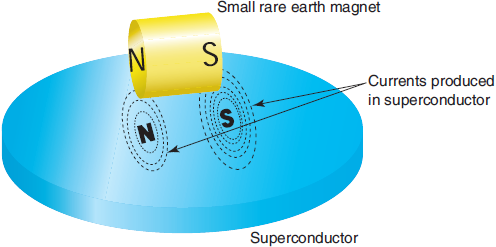 Small rare earth magnet
N S
Currents produced
in superconductor
N S
Superconductor